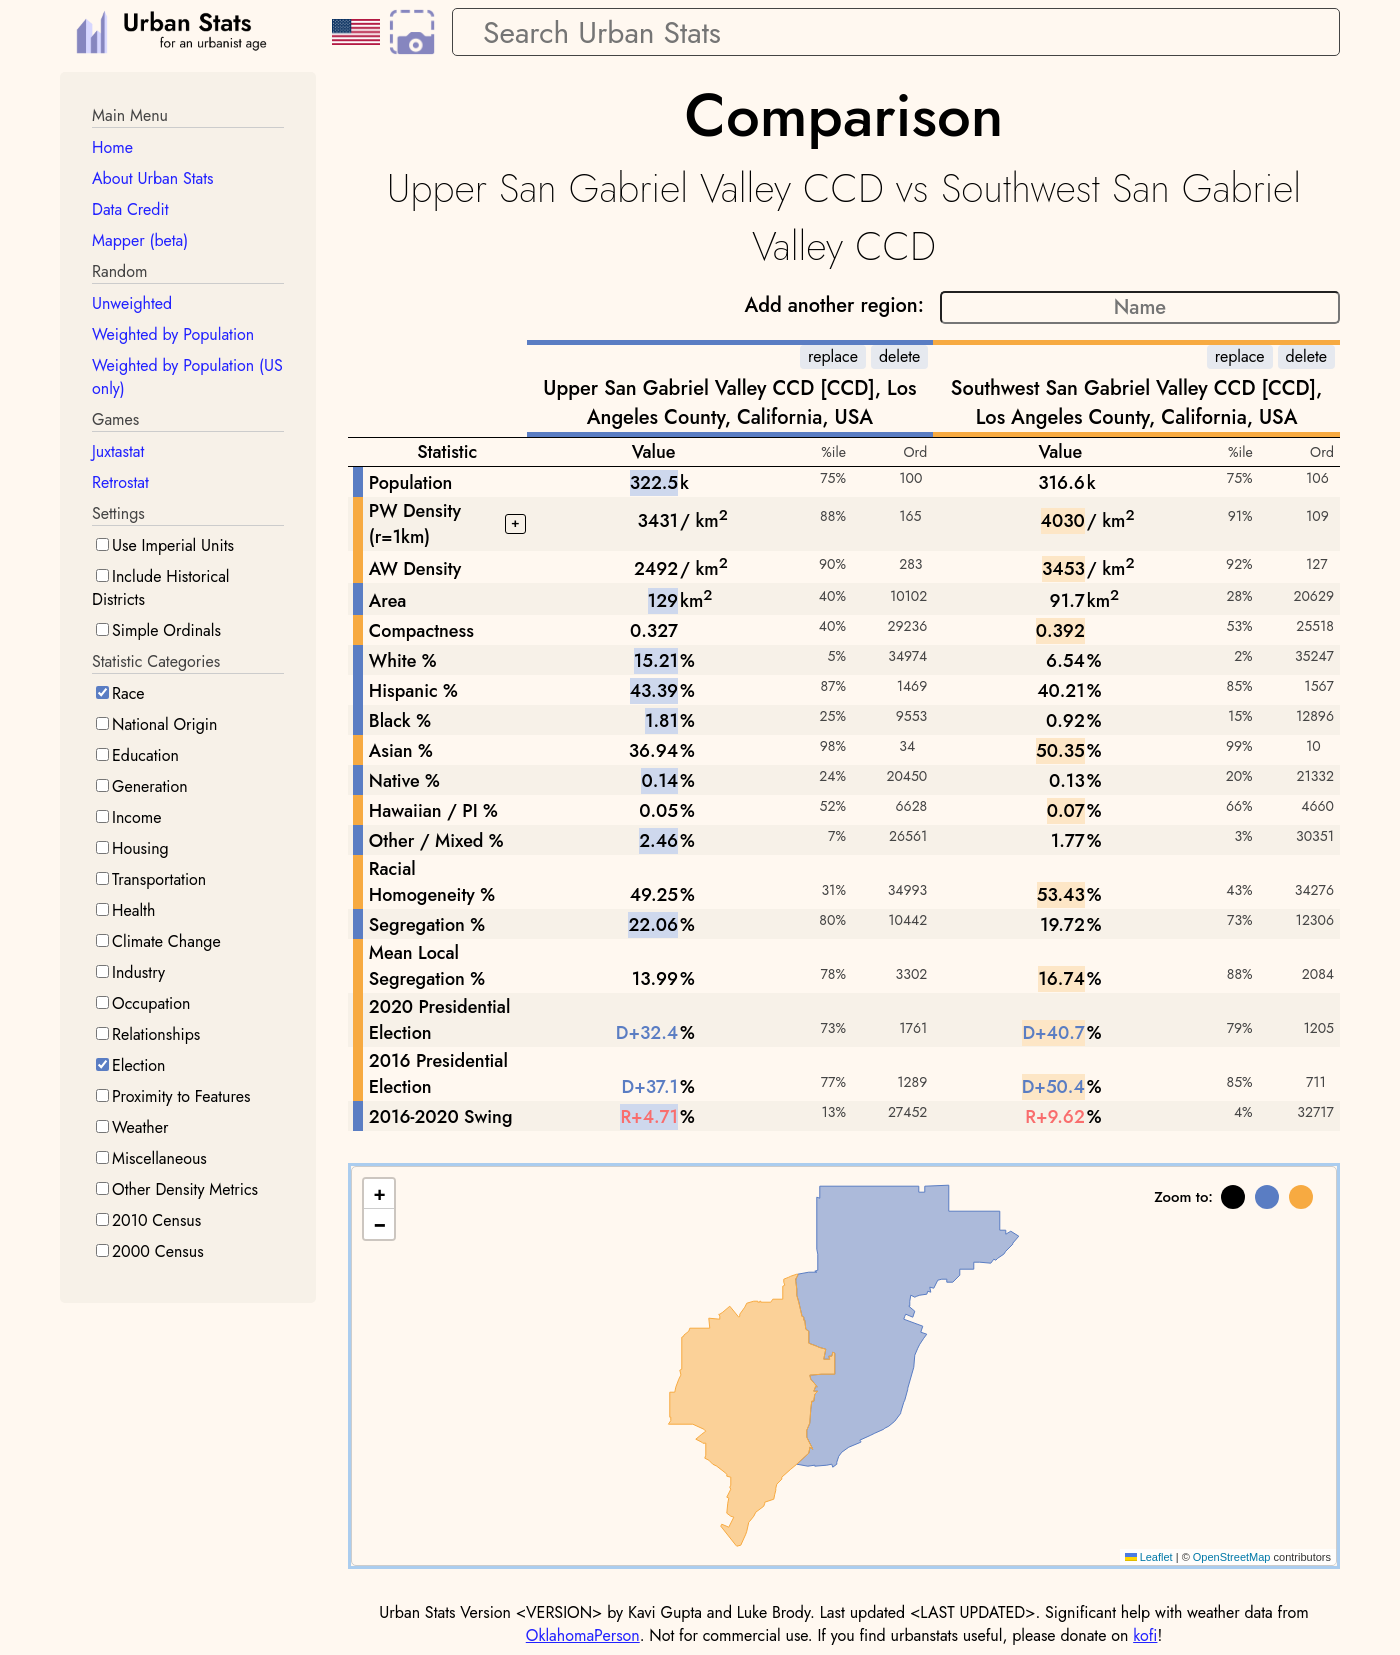 Urban Stats
for an urbanist age
Search Urban Stats
Main Menu
Home
About Urban Stats
Data Credit
Mapper (beta)
Random
Unweighted
Weighted by Population
Weighted by Population (US
only)
Games
Juxtastat
Retrostat
Settings
Use Imperial Units
Include Historical
Districts
Simple Ordinals
Statistic Categories
Race
National Origin
Education
Generation
Income
Housing
Transportation
Health
Climate Change
Industry
Occupation
Relationships
Election
Proximity to Features
Weather
Miscellaneous
Other Density Metrics
2010 Census
2000 Census
Comparison
Upper San Gabriel Valley CCD vs Southwest San Gabriel
Valley CCD
Add another region: Name
replace delete replace delete
Upper San Gabriel Valley CCD [CCD], Los
Angeles County, California, USA
Southwest San Gabriel Valley CCD [CCD],
Los Angeles County, California, USA
Statistic Value %ile Ord Value %ile Ord
Population 322.5k 75% 100 316.6k 75% 106
PW Density
(r=1km) + 3431/ km2 88% 165 4030/ km2 91% 109
AW Density 2492/ km2 90% 283 3453/ km2 92% 127
Area 129km2 40% 10102 91.7km2 28% 20629
Compactness 0.327 40% 29236 0.392 53% 25518
White % 15.21% 5% 34974 6.54% 2% 35247
Hispanic % 43.39% 87% 1469 40.21% 85% 1567
Black % 1.81% 25% 9553 0.92% 15% 12896
Asian % 36.94% 98% 34 50.35% 99% 10
Native % 0.14% 24% 20450 0.13% 20% 21332
Hawaiian / PI % 0.05% 52% 6628 0.07% 66% 4660
Other / Mixed % 2.46% 7% 26561 1.77% 3% 30351
Racial
Homogeneity % 49.25% 31% 34993 53.43% 43% 34276
Segregation % 22.06% 80% 10442 19.72% 73% 12306
Mean Local
Segregation % 13.99% 78% 3302 16.74% 88% 2084
2020 Presidential
Election D+32.4% 73% 1761 D+40.7% 79% 1205
2016 Presidential
Election D+37.1% 77% 1289 D+50.4% 85% 711
2016-2020 Swing R+4.71% 13% 27452 R+9.62% 4% 32717
+
−
Zoom to:
Leaflet | © OpenStreetMap contributors
Urban Stats Version <VERSION> by Kavi Gupta and Luke Brody. Last updated <LAST UPDATED>. Significant help with weather data from
OklahomaPerson. Not for commercial use. If you find urbanstats useful, please donate on kofi!